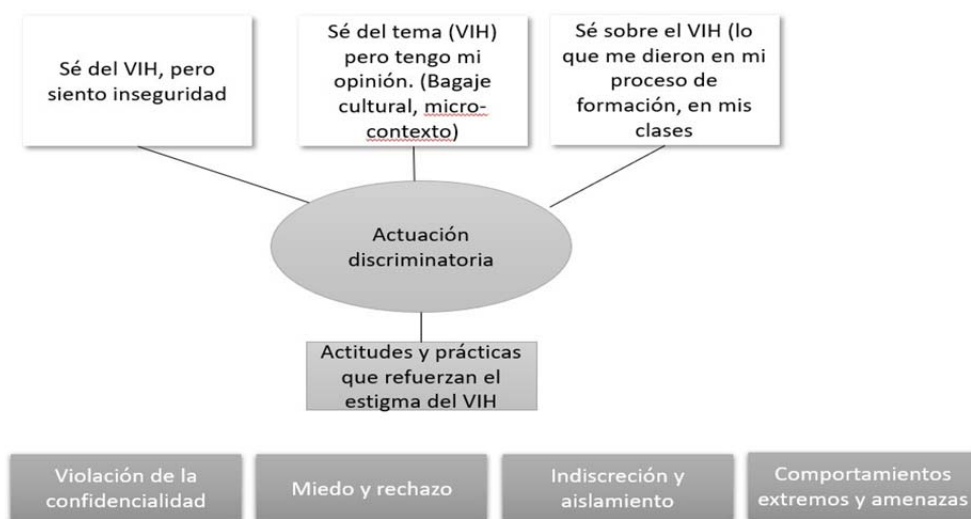 Sé del VIH, pero
siento inseguridad
Sé del tema (VIH)
pero tengo mi
opinión. (Bagaje
cultural, micro-
contexto)
Sé sobre el VIH (lo
que me dieron en mi
proceso de
formación, en mis
clases
Actuación
discriminatoria
Actitudes y prácticas
que refuerzan el
estigma del VIH
Violación de la
confidencialidad
Miedo y rechazo
Indiscreción y
aislamiento
Comportamientos
extremos y amenazas